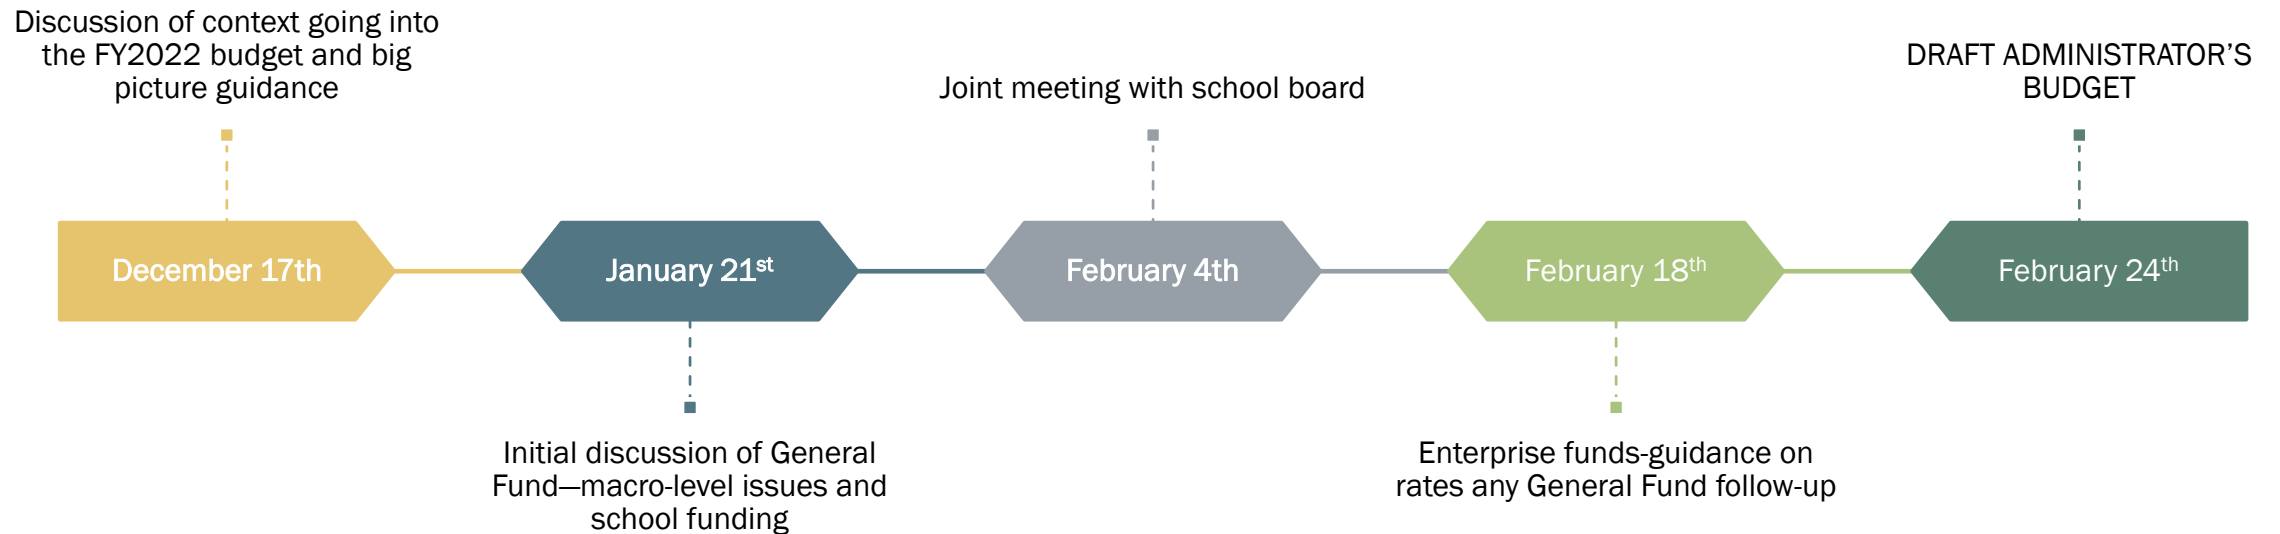 Discussion of context going into
the FY2022 budget and big
picture guidance
Joint meeting with school board
DRAFT ADMINISTRATOR’S
BUDGET
December 17th
January 21st
February 4th
February 18th
February 24th
Initial discussion of General
Fund—macro-level issues and
school funding
Enterprise funds-guidance on
rates any General Fund follow-up